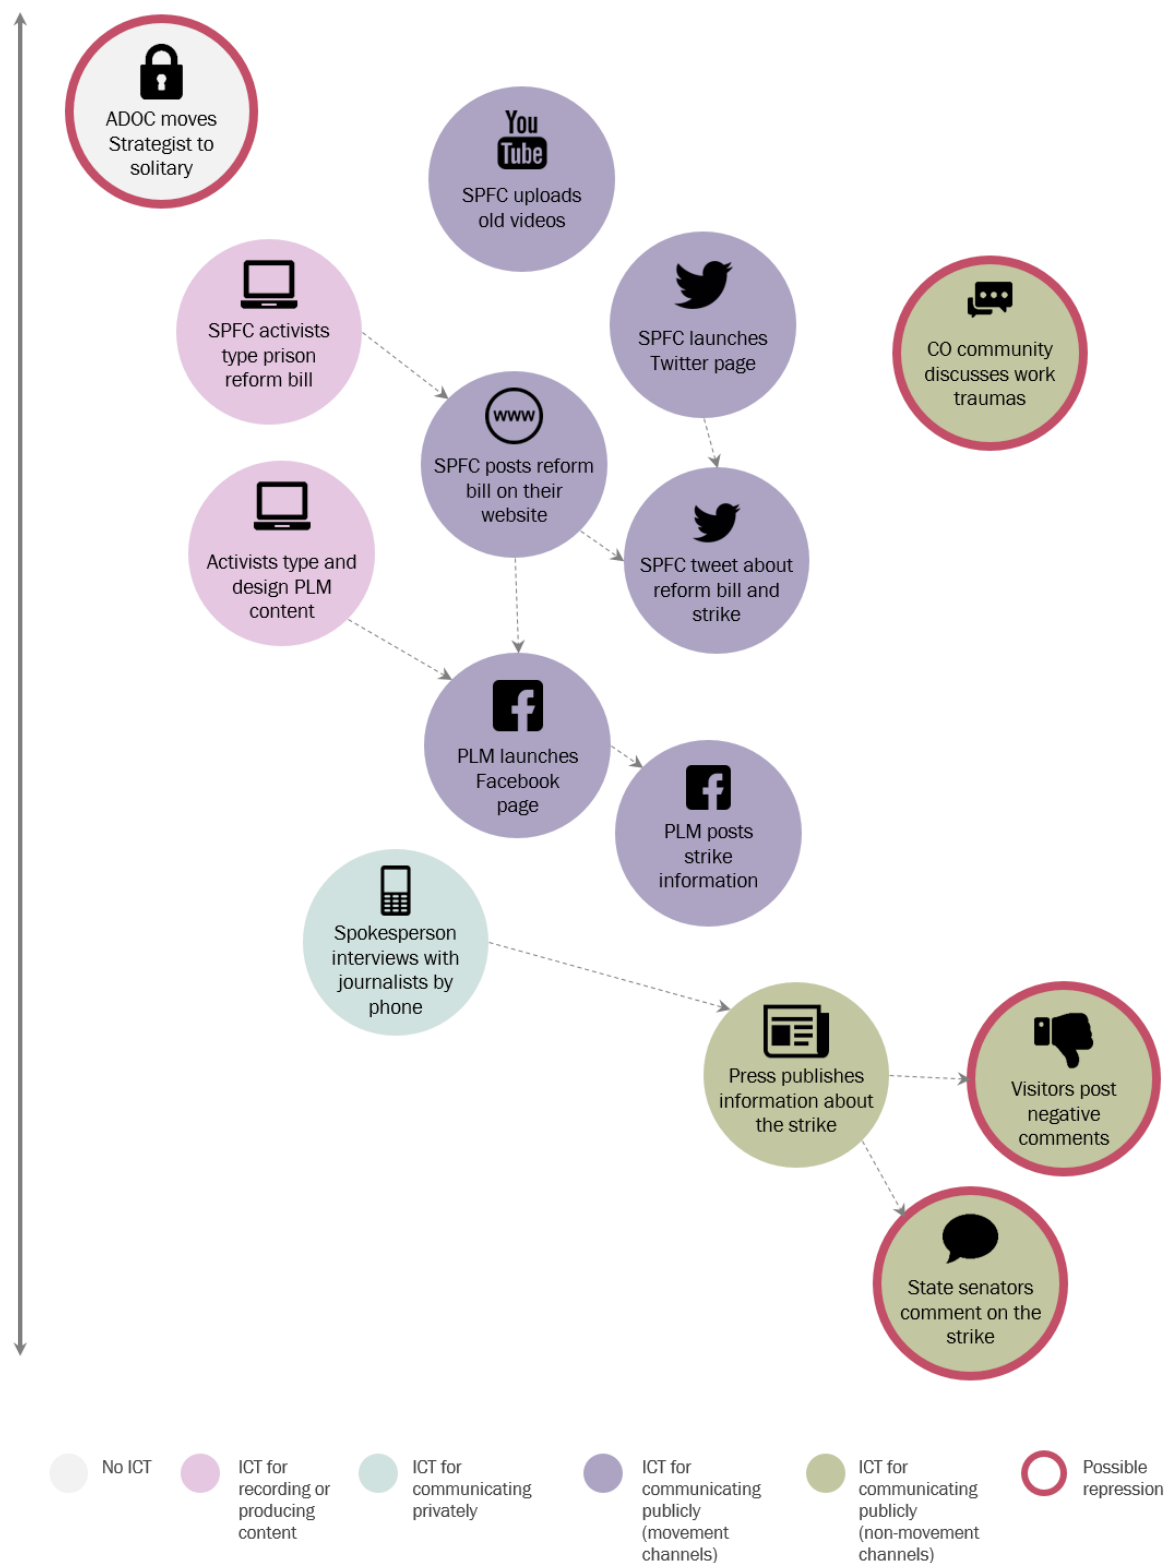 ADOC moves
Strategist to
solitary
You
Tube
SPFC uploads
old videos
SPFC activists
type prison
reform bill
SPFC launches
Twitter page
CO community
discusses work
traumas
www
SPFC posts reform
bill on their
website
Activists type and
design PLM
content
SPFC tweet about
reform bill and
strike
PLM launches
Facebook
page
PLM posts
strike
information
Spokesperson
interviews with
journalists by
phone
Press publishes
information about
the strike
Visitors post
negative
comments
State senators
comment on the
strike
No ICT
ICT for
recording or
producing
content
ICT for
communicating
privately
ICT for
communicating
publicly
(movement
channels)
ICT for
communicating
publicly
(non-movement
channels)
Possible
repression